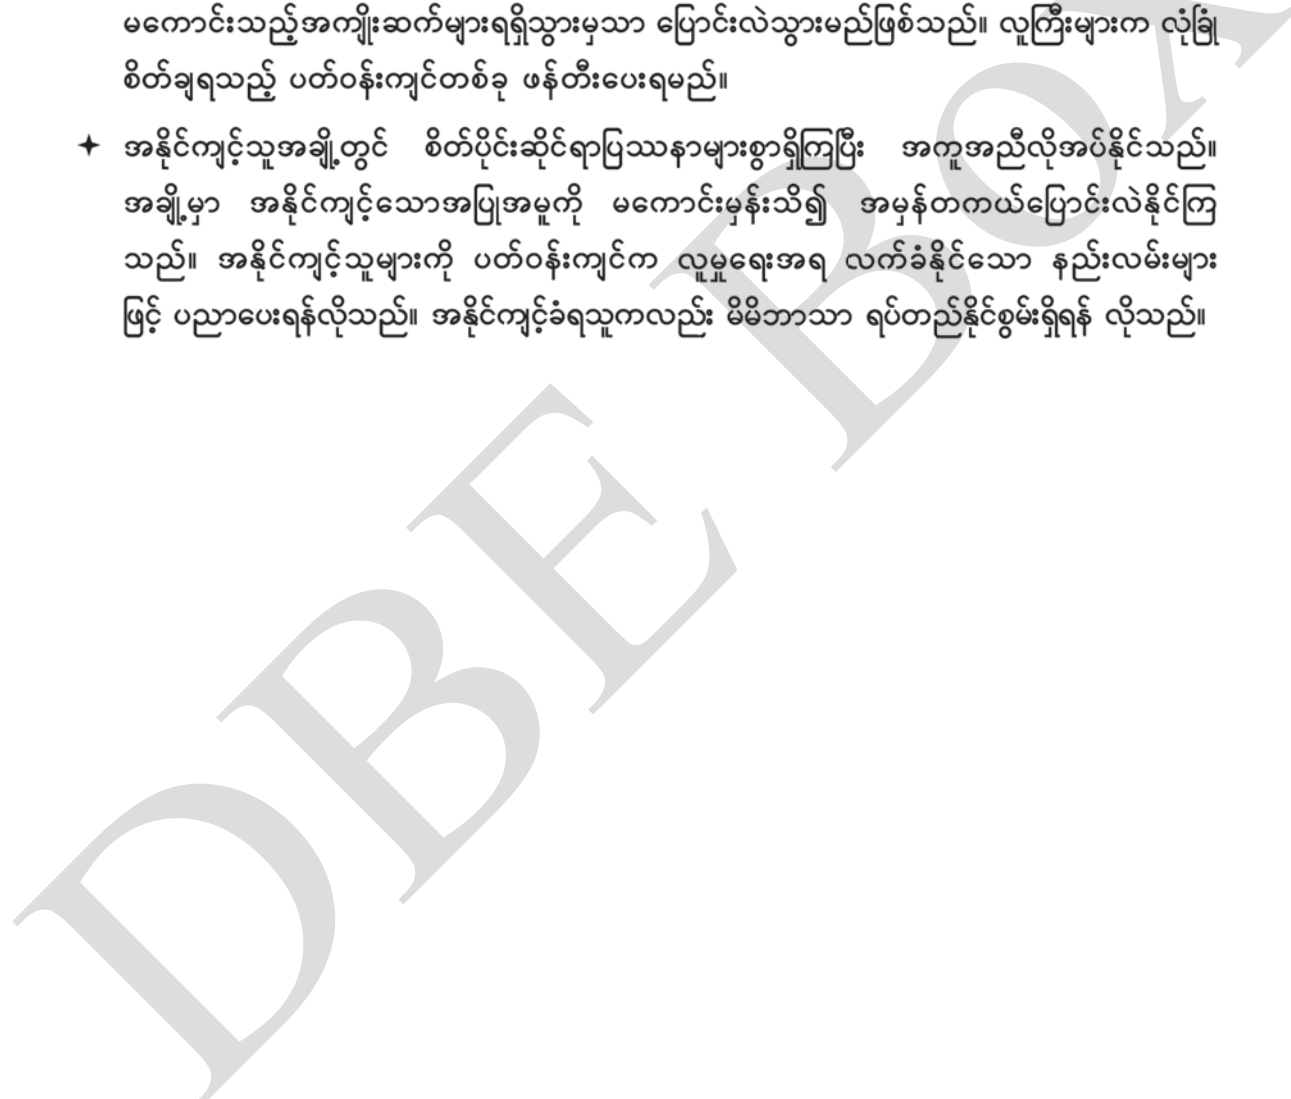 မကောင်းသည့်အကျိုးဆက်များရရှိသွားမှသာ ပြောင်းလဲသွားမည်ဖြစ်သည်။ လူကြီးများက လုံခြုံ
စိတ်ချရသည့် ပတ်ဝန်းကျင်တစ်ခု ဖန်တီးပေးရမည်။
✦ အနိုင်ကျင့်သူအချို့တွင် စိတ်ပိုင်းဆိုင်ရာပြဿနာများစွာရှိကြပြီး အကူအညီလိုအပ်နိုင်သည်။
အချို့မှာ အနိုင်ကျင့်သောအပြုအမူကို မကောင်းမှန်းသိ၍ အမှန်တကယ်ပြောင်းလဲနိုင်ကြ
သည်။ အနိုင်ကျင့်သူများကို ပတ်ဝန်းကျင်က လူမှုရေးအရ လက်ခံနိုင်သော နည်းလမ်းများ
ဖြင့် ပညာပေးရန်လိုသည်။ အနိုင်ကျင့်ခံရသူကလည်း မိမိဘာသာ ရပ်တည်နိုင်စွမ်းရှိရန် လိုသည်။
DBE BOX